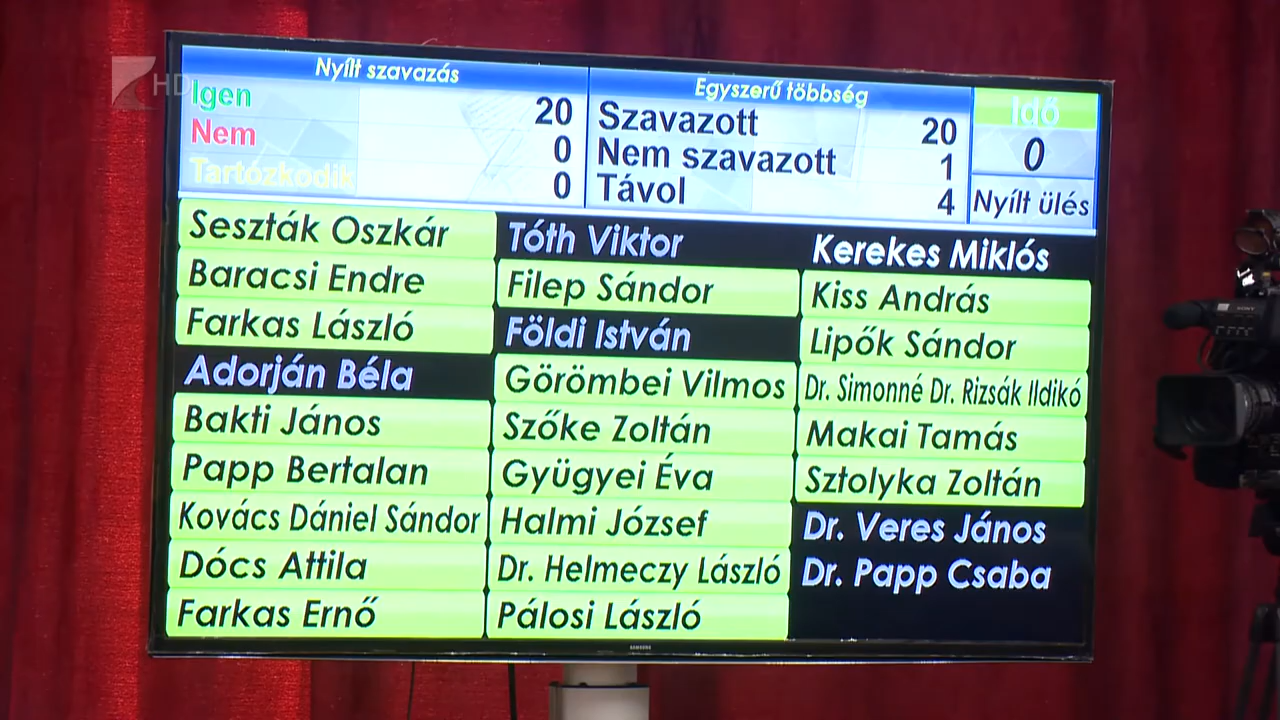 HD
Nyílt szavazás
Igen 20
Nem 0
Tartózkodik 0
Egyszerű többség
Szavazott 20
Nem szavazott 1
Távol 4
Idő
0
Nyílt ülés
Seszták Oszkár
Baracsi Endre
Farkas László
Adorján Béla
Bakti János
Papp Bertalan
Kovács Dániel Sándor
Dócs Attila
Farkas Ernő
Tóth Viktor
Filep Sándor
Földi István
Görömbei Vilmos
Szőke Zoltán
Gyügyei Éva
Halmi József
Dr. Helmeczy László
Pálosi László
Kerekes Miklós
Kiss András
Lipők Sándor
Dr. Simonné Dr. Rizsák Ildikó
Makai Tamás
Sztolyka Zoltán
Dr. Veres János
Dr. Papp Csaba
SAMSUNG
SONY